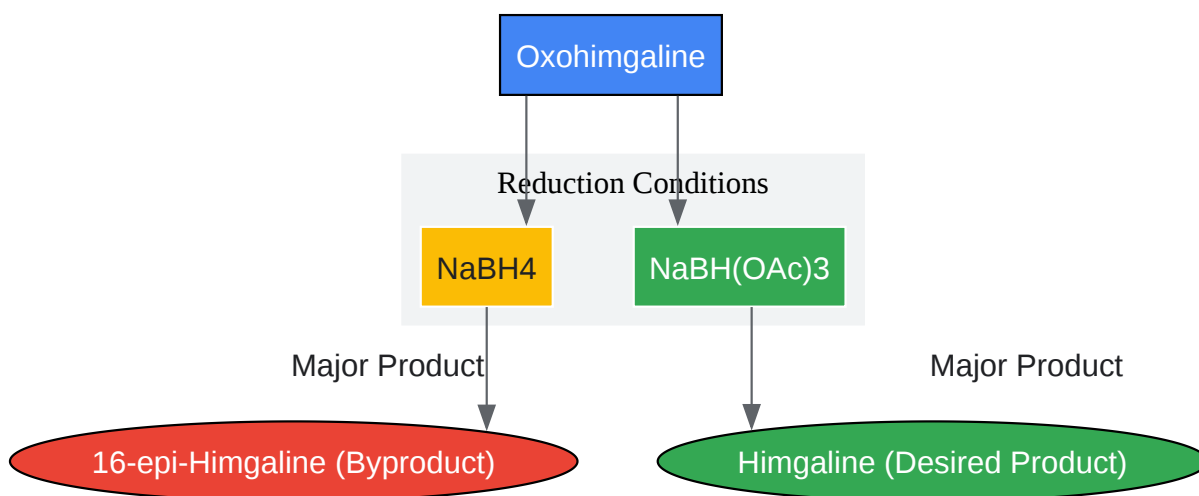 Oxohimgaline
Reduction Conditions
NaBH4
NaBH(OAc)3
Major Product
Major Product
16-epi-Himgaline (Byproduct)
Himgaline (Desired Product)